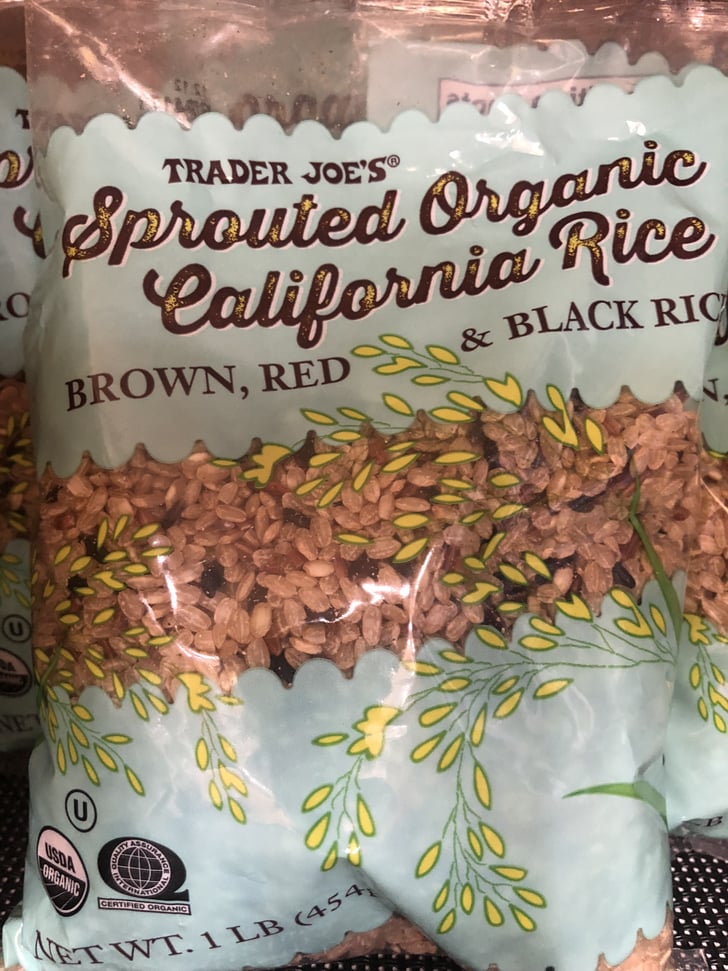 TRADER JOE'S®
Sprouted Organic
California Rice
BROWN, RED
& BLACK RIC
U
USDA
ORGANIC
QUALITY ASSURANCE
INTERNATIONAL
CERTIFIED ORGANIC
NET WT. 1 LB (454